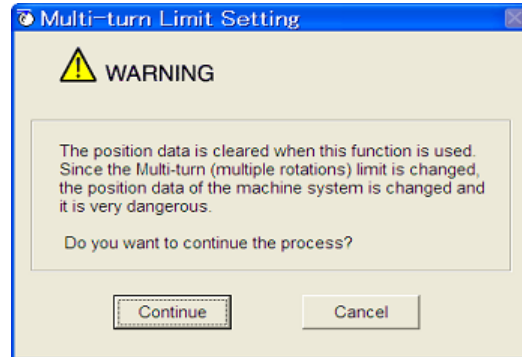 Multi-turn Limit Setting
WARNING
The position data is cleared when this function is used.
Since the Multi-turn (multiple rotations) limit is changed,
the position data of the machine system is changed and
it is very dangerous.
Do you want to continue the process?
Continue
Cancel